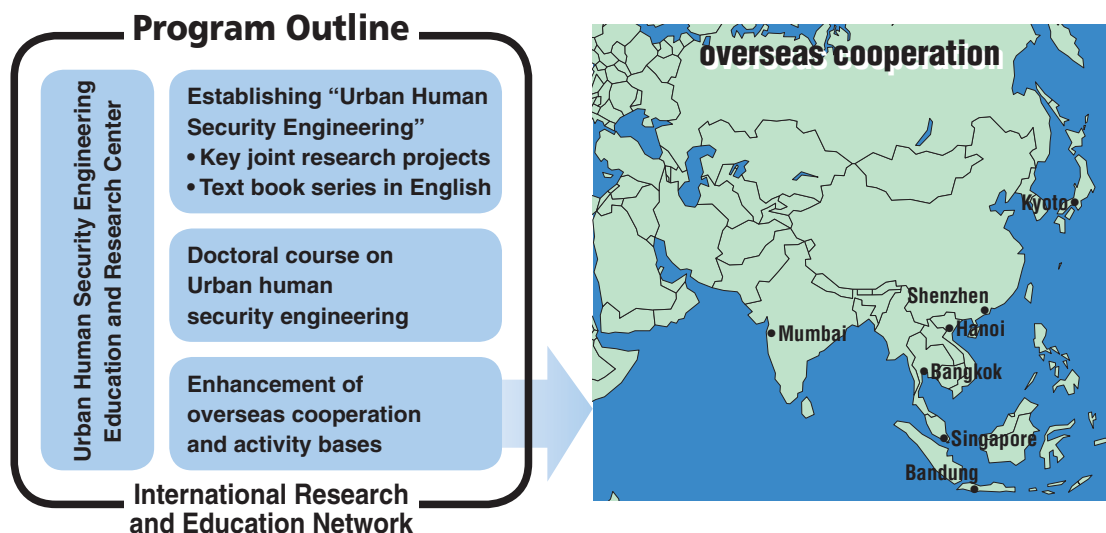 Program Outline
Urban Human Security Engineering
Education and Research Center
Establishing “Urban Human
Security Engineering”
• Key joint research projects
• Text book series in English
Doctoral course on
Urban human
security engineering
Enhancement of
overseas cooperation
and activity bases
International Research
and Education Network
overseas cooperation
Kyoto
Shenzhen
Hanoi
Mumbai
Bangkok
Singapore
Bandung